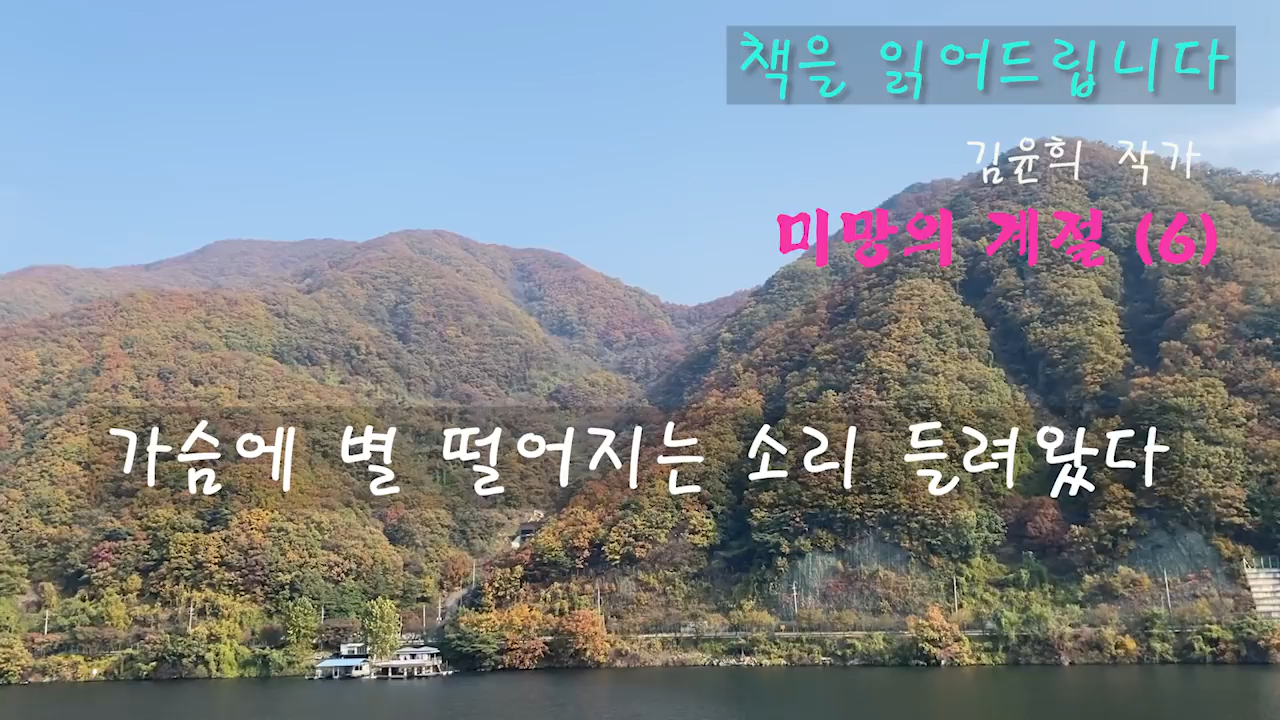 책을 읽어드립니다
김윤희 작가
미망의 계절 (6)
가슴에 별 떨어지는 소리 들려왔다